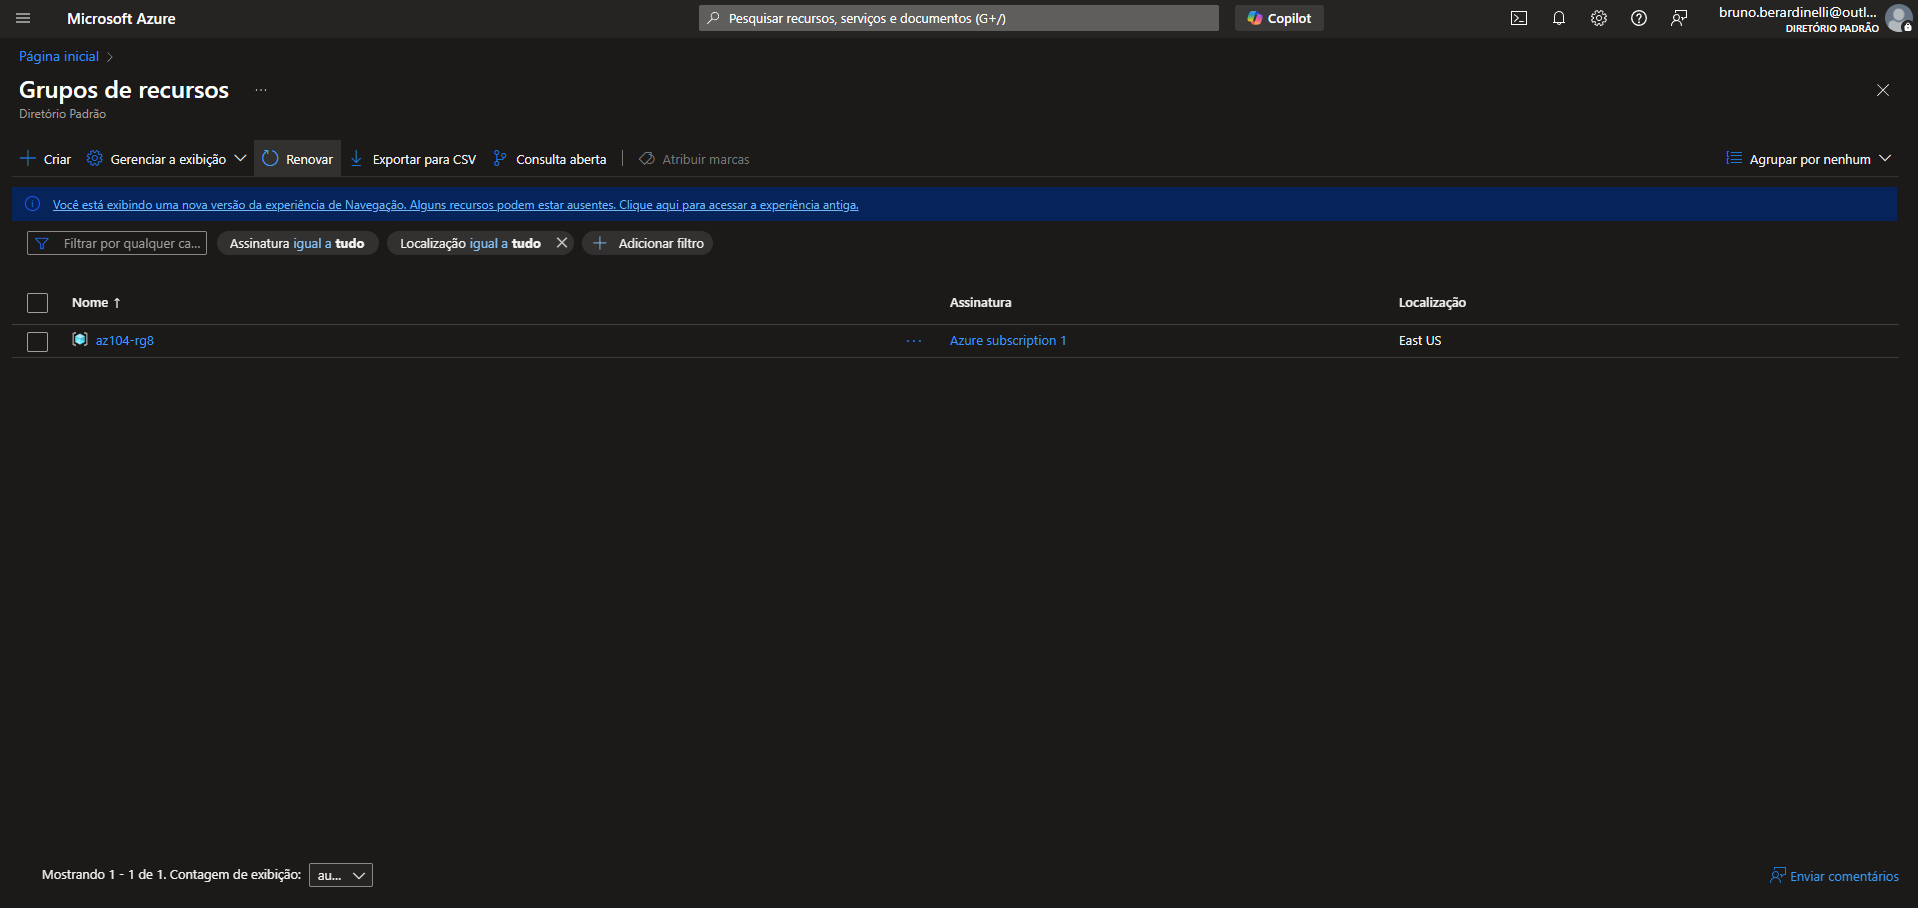 Microsoft Azure
Pesquisar recursos, serviços e documentos (G+/)
Copilot
bruno.berardinelli@outl...
DIRETÓRIO PADRÃO
Página inicial
Grupos de recursos ...
Diretório Padrão
Criar
Gerenciar a exibição
Renovar
Exportar para CSV
Consulta aberta
Atribuir marcas
Agrupar por nenhum
Você está exibindo uma nova versão da experiência de Navegação. Alguns recursos podem estar ausentes. Clique aqui para acessar a experiência antiga.
Filtrar por qualquer ca...
Assinatura igual a tudo
Localização igual a tudo
Adicionar filtro
Nome ↑
Assinatura
Localização
az104-rg8
...
Azure subscription 1
East US
Mostrando 1 - 1 de 1. Contagem de exibição:
au...
Enviar comentários